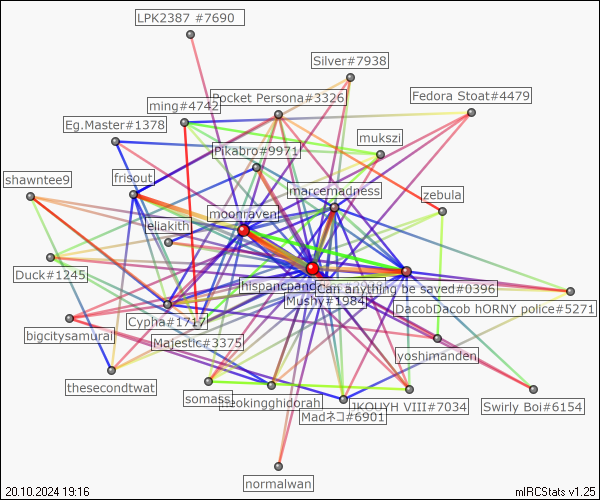 LPK2387 #7690
Silver#7938
Pocket Persona#3326
Fedora Stoat#4479
ming#4742
Eg.Master#1378
mukszi
Pikabro#9971
shawntee9
frisout
marcemadness
zebula
moonraven
eliakith
Duck#1245
Can anything be saved#0396
Mushy#1984
DacobDacob hORNY police#5271
Cypha#1717
bigcitysamurai
Majestic#3375
yoshimanden
thesecondtwat
somass
Madネコ#6901
JKOUYH VIII#7034
Swirly Boi#6154
normalwan
20.10.2024 19:16
mIRCStats v1.25